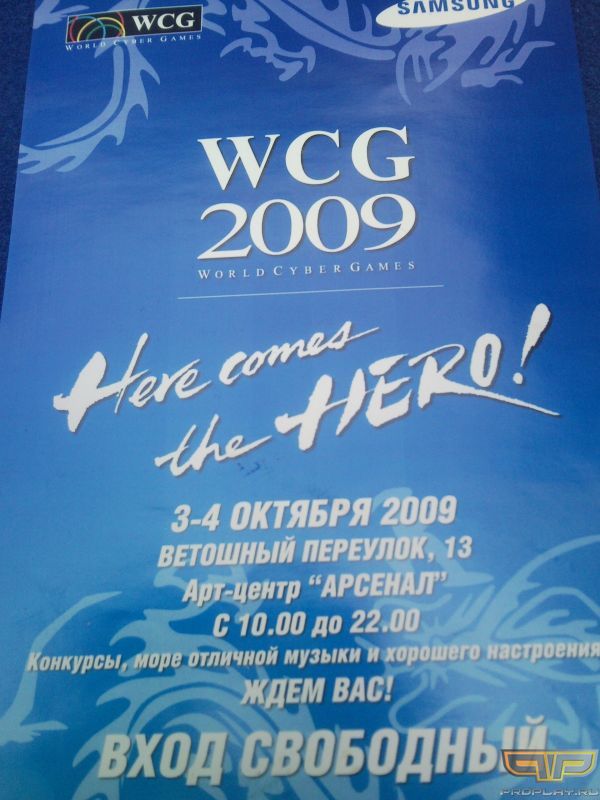 WCG
WORLD CYBER GAMES
SAMSUNG
WCG
2009
WORLD CYBER GAMES
Here comes
the HERO!
3-4 ОКТЯБРЯ 2009
ВЕТОШНЫЙ ПЕРЕУЛОК, 13
Арт-центр "АРСЕНАЛ"
С 10.00 до 22.00
Конкурсы, море отличной музыки и хорошего настроения
ЖДЕМ ВАС!
ВХОД СВОБОДНЫЙ
PROPLAY.RU